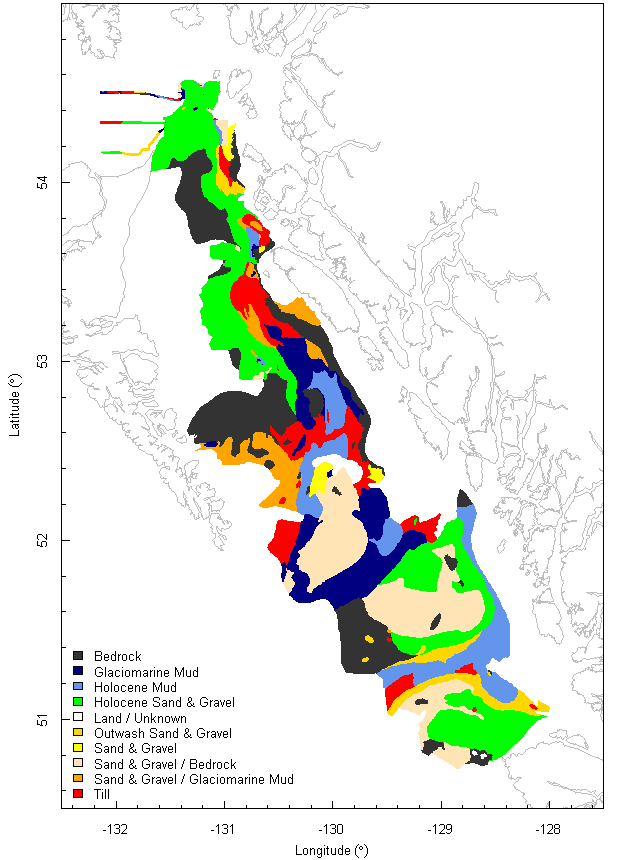 54
53
52
51
Latitude (°)
Bedrock
Glaciomarine Mud
Holocene Mud
Holocene Sand & Gravel
Land / Unknown
Outwash Sand & Gravel
Sand & Gravel
Sand & Gravel / Bedrock
Sand & Gravel / Glaciomarine Mud
Till
-132 -131 -130 -129 -128
Longitude (°)